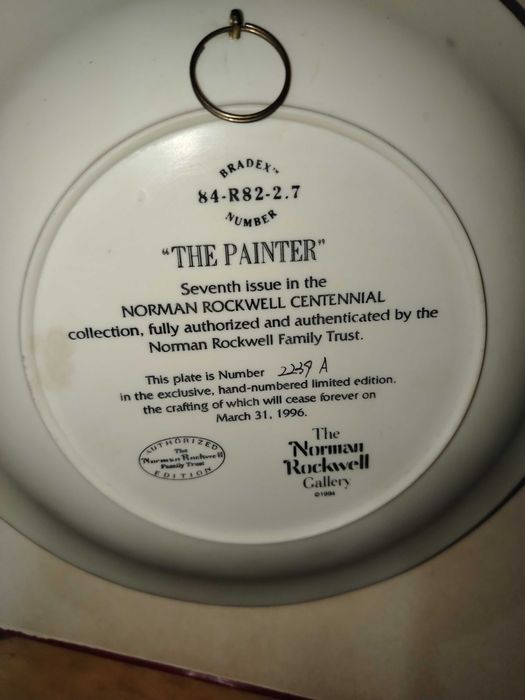 BRADEX™
84-R82-2.7
NUMBER
"THE PAINTER"
Seventh issue in the
NORMAN ROCKWELL CENTENNIAL
collection, fully authorized and authenticated by the
Norman Rockwell Family Trust.
This plate is Number 2239 A
in the exclusive, hand-numbered limited edition.
the crafting of which will cease forever on
March 31, 1996.
AUTHORIZED
The
Norman Rockwell
Family Trust
EDITION
The
Norman
Rockwell
Gallery
©1994